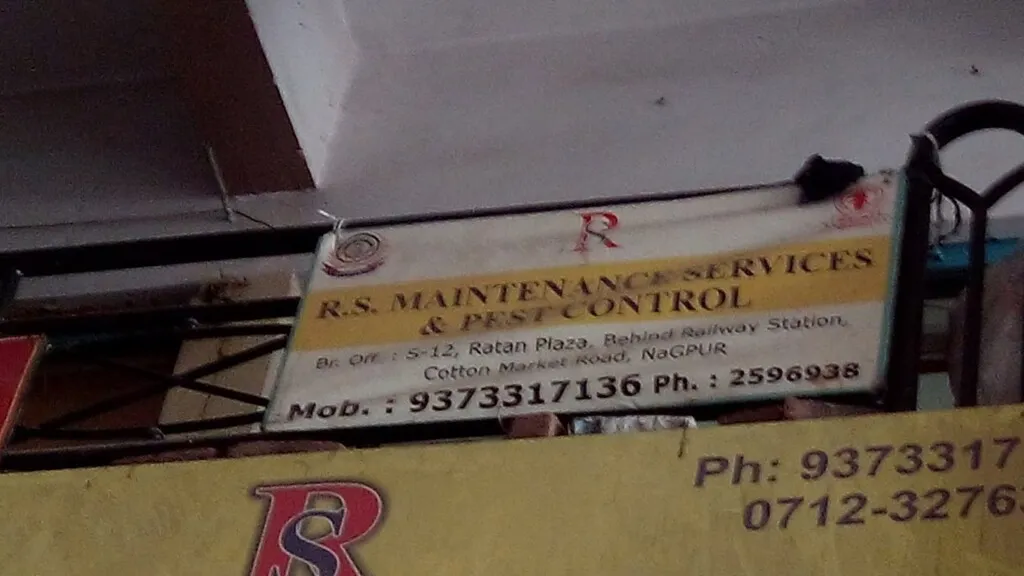 RS
R.S. MAINTENANCE SERVICES
& PEST CONTROL
Br. Off. : S-12, Ratan Plaza, Behind Railway Station,
Cotton Market Road, NaGPUR
Mob. : 9373317136 Ph. : 2596938
Ph: 9373317
0712-3276
RS